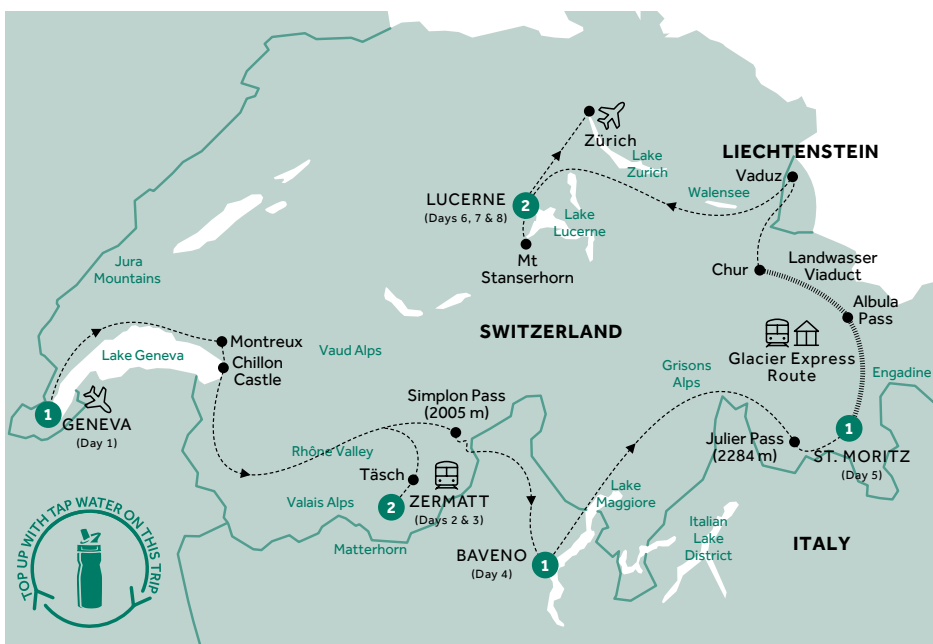 Zürich
Lake
Zurich
LIECHTENSTEIN
Vaduz
Walensee
LUCERNE
(Days 6, 7 & 8)
2
Lake
Lucerne
Mt
Stanserhorn
Jura
Mountains
Chur
Landwasser
Viaduct
Albula
Pass
SWITZERLAND
Glacier Express
Route
Montreux
Lake Geneva
Chillon
Castle
Vaud Alps
Grisons
Alps
Engadine
1
GENEVA
(Day 1)
Simplon Pass
(2005 m)
Julier Pass
(2284 m)
1
ST. MORITZ
(Day 5)
Rhône Valley
Täsch
Valais Alps
2
ZERMATT
(Days 2 & 3)
Matterhorn
Lake
Maggiore
Italian
Lake
District
ITALY
BAVENO
(Day 4)
1
TOP UP WITH TAP WATER ON THIS TRIP